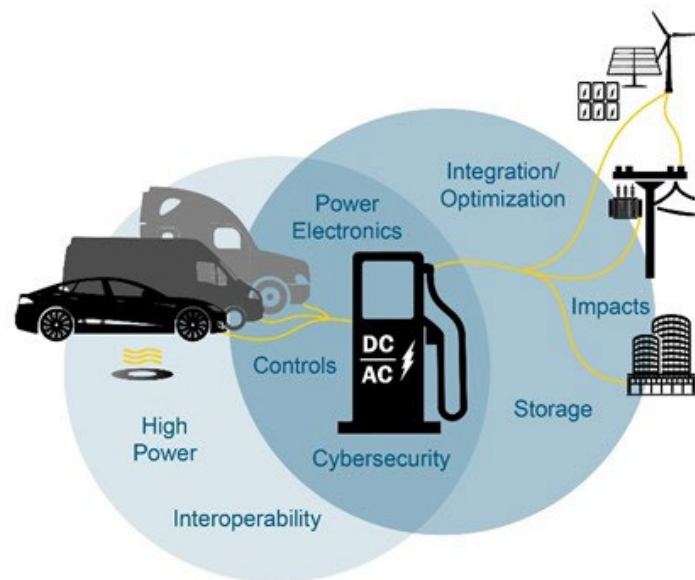 Integration/
Optimization
Power
Electronics
Impacts
DC
AC
Controls
Storage
High
Power
Cybersecurity
Interoperability